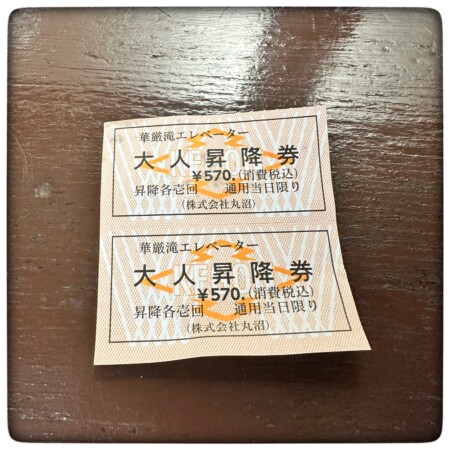 華厳滝エレベーター
大人昇降券
¥570.(消費税込)
昇降各壱回 通用当日限り
(株式会社丸沼)
華厳滝エレベーター
大人昇降券
¥570.(消費税込)
昇降各壱回 通用当日限り
(株式会社丸沼)